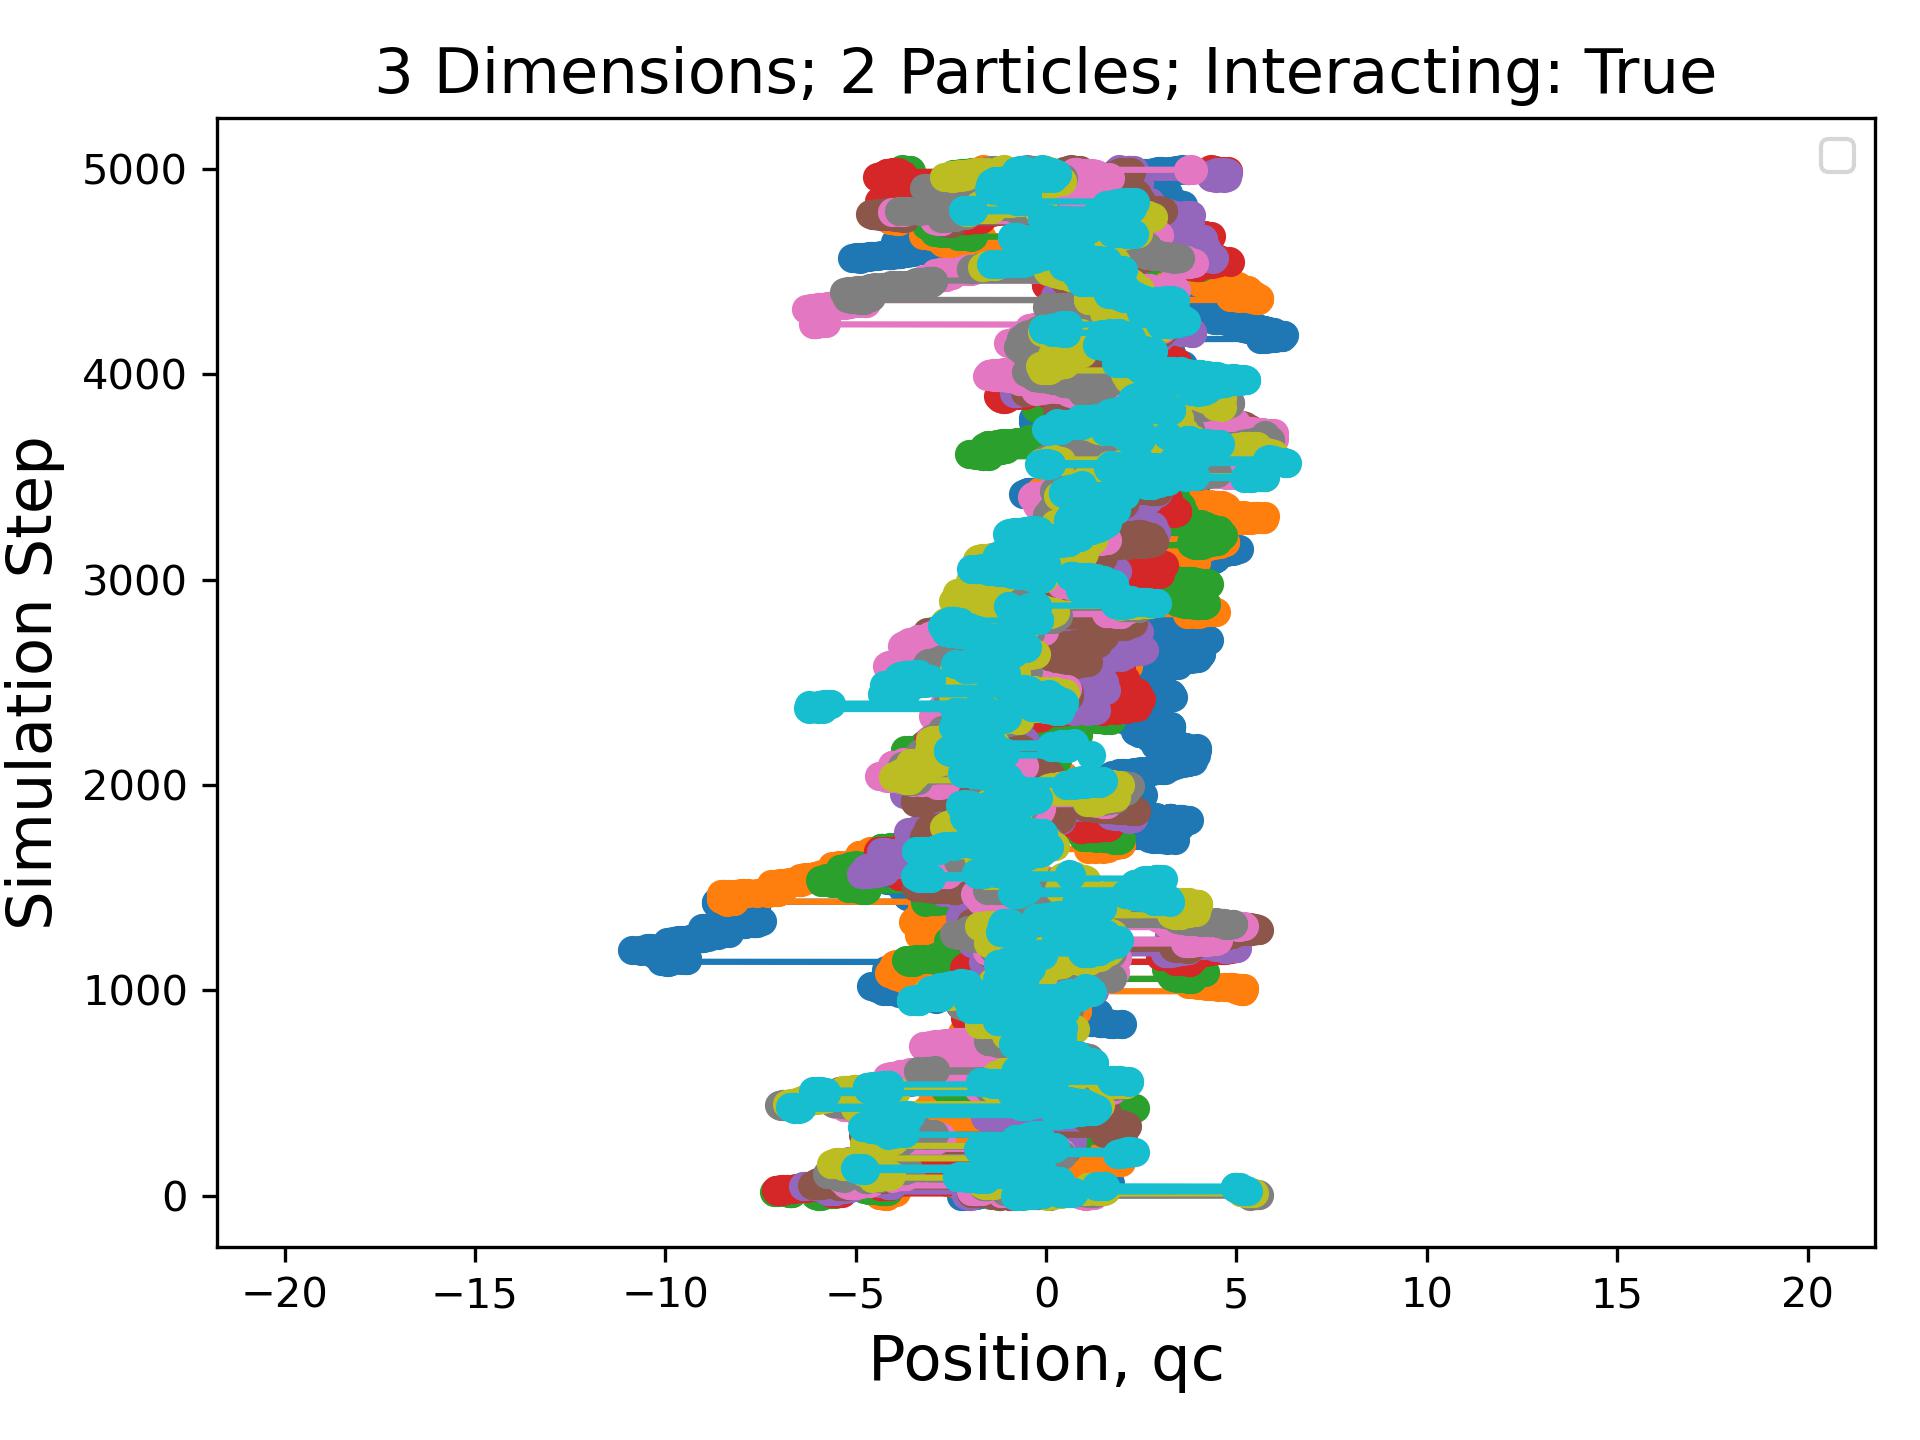 3 Dimensions; 2 Particles; Interacting: True
Simulation Step
5000
4000
3000
2000
1000
0
−20 −15 −10 −5 0 5 10 15 20
Position, qc